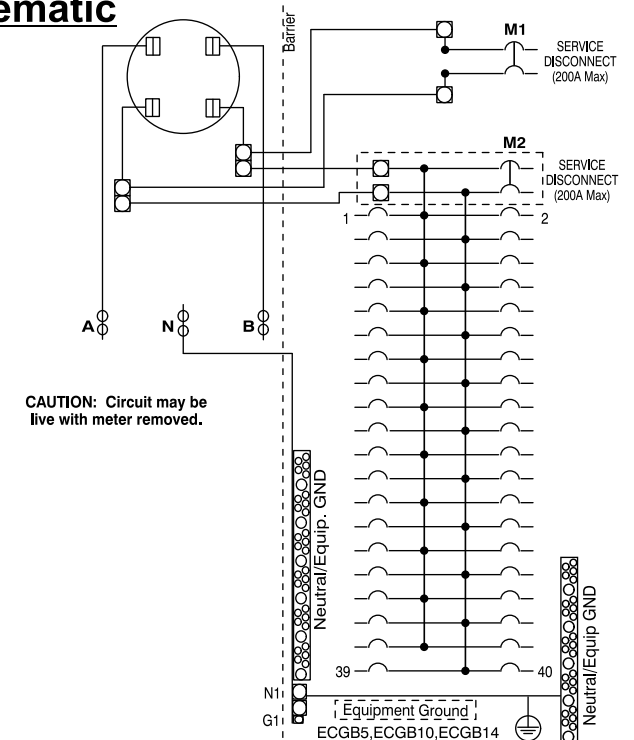 ematic
Barrier
M1
SERVICE
DISCONNECT
(200A Max)
M2
SERVICE
DISCONNECT
(200A Max)
1
2
A
N
B
CAUTION: Circuit may be
live with meter removed.
Neutral/Equip. GND
Neutral/Equip GND
39
40
N1
G1
Equipment Ground
ECGB5,ECGB10,ECGB14